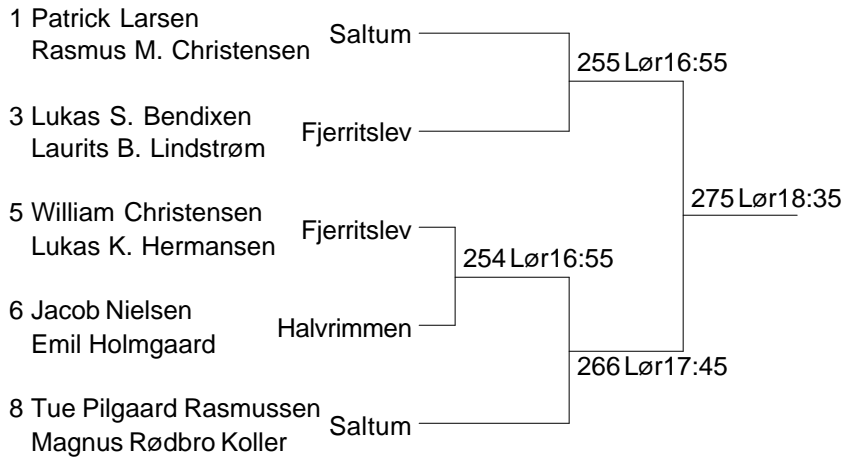 1 Patrick Larsen
Rasmus M. Christensen
Saltum
255 Lør16:55
3 Lukas S. Bendixen
Laurits B. Lindstrøm
Fjerritslev
275 Lør18:35
5 William Christensen
Lukas K. Hermansen
Fjerritslev
254 Lør16:55
6 Jacob Nielsen
Emil Holmgaard
Halvrimmen
266 Lør17:45
8 Tue Pilgaard Rasmussen
Magnus Rødbro Koller
Saltum